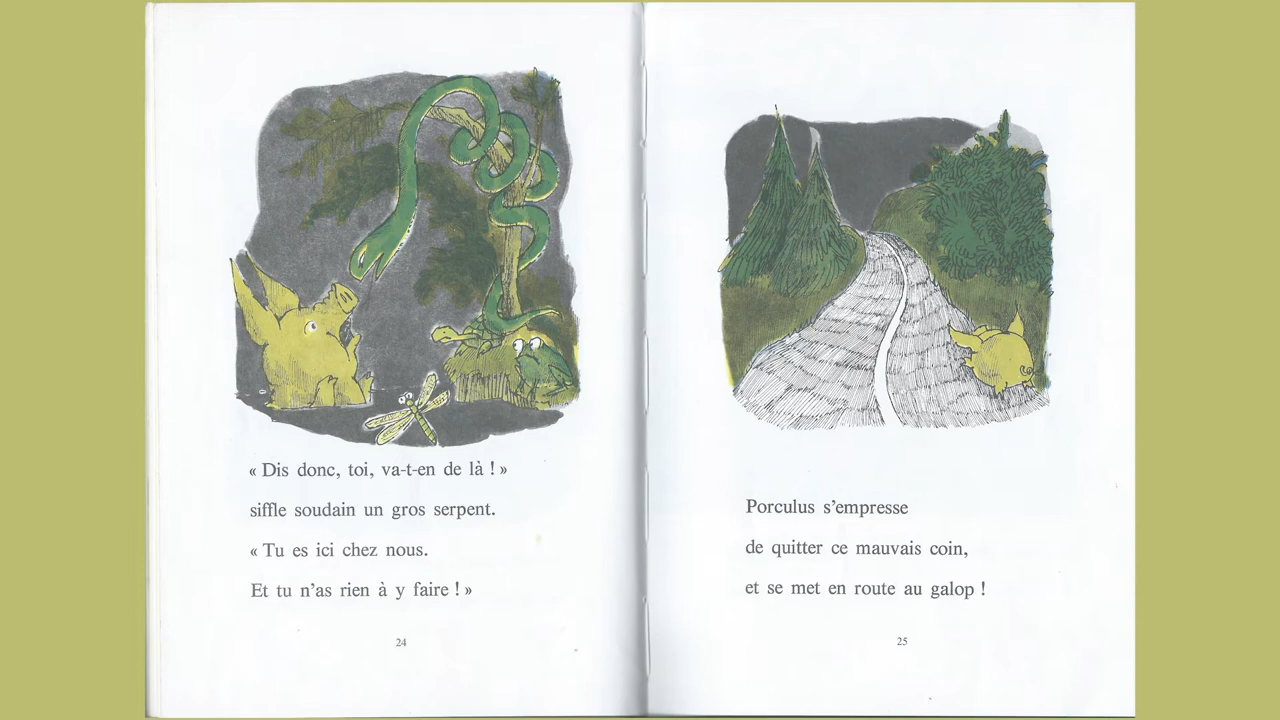 « Dis donc, toi, va-t-en de là ! »
siffle soudain un gros serpent.
« Tu es ici chez nous.
Et tu n'as rien à y faire ! »
24
Porculus s'empresse
de quitter ce mauvais coin,
et se met en route au galop !
25